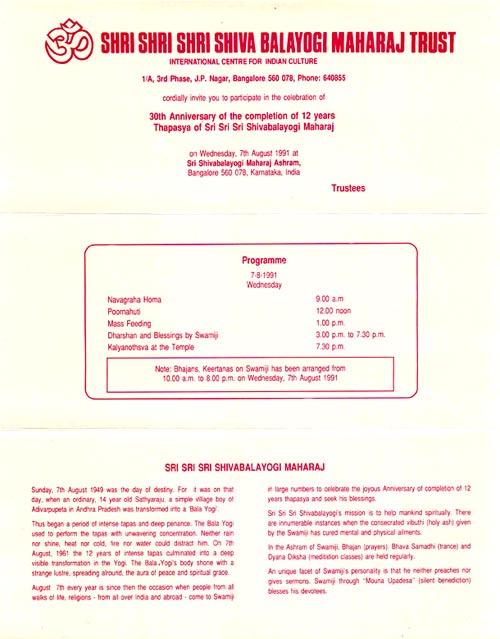 SHRI SHRI SHRI SHIVA BALAYOGI MAHARAJ TRUST
INTERNATIONAL CENTRE FOR INDIAN CULTURE
1/A, 3rd Phase, J.P. Nagar, Bangalore 560 078, Phone: 640855
cordially invite you to participate in the celebration of
30th Anniversary of the completion of 12 years
Thapasya of Sri Sri Sri Shivabalayogi Maharaj
on Wednesday, 7th August 1991 at
Sri Shivabalayogi Maharaj Ashram,
Bangalore 560 078, Karnataka, India
Trustees
Programme
7-8-1991
Wednesday
Navagraha Homa 9.00 a.m
Poornahuti 12.00 noon
Mass Feeding 1.00 p.m.
Dharshan and Blessings by Swamiji 3.00 p.m. to 7.30 p.m.
Kalyanothsva at the Temple 7.30 p.m.
Note: Bhajans, Keertanas on Swamiji has been arranged from
10.00 a.m. to 8.00 p.m. on Wednesday, 7th August 1991
SRI SRI SRI SHIVABALAYOGI MAHARAJ
Sunday, 7th August 1949 was the day of destiny. For it was on that
day, when an ordinary, 14 year old Sathyaraju, a simple village boy of
Adivarpupeta in Andhra Pradesh was transformed into a 'Bala Yogi'.
Thus began a period of intense tapas and deep penance. The Bala Yogi
used to perform the tapas with unwavering concentration. Neither rain
nor shine, heat nor cold, fire nor water could distract him. On 7th
August, 1961 the 12 years of intense tapas culminated into a deep
visible transformation in the Yogi. The Bala Yogi's body shone with a
strange lustre, spreading around, the aura of peace and spiritual grace.
August 7th every year is since then the occasion when people from all
walks of life, religions - from all over India and abroad - come to Swamiji
in large numbers to celebrate the joyous Anniversary of completion of 12
years thapasya and seek his blessings.
Sri Sri Sri Shivabalayogi's mission is to help mankind spiritually. There
are innumerable instances when the consecrated vibuthi (holy ash) given
by the Swamiji has cured mental and physical ailments.
In the Ashram of Swamiji, Bhajan (prayers). Bhava Samadhi (trance) and
Dyana Diksha (meditation classes) are held regularly.
An unique facet of Swamiji's personality is that he neither preaches nor
gives sermons. Swamiji through "Mouna Upadesa" (silent benediction)
blesses his devotees.